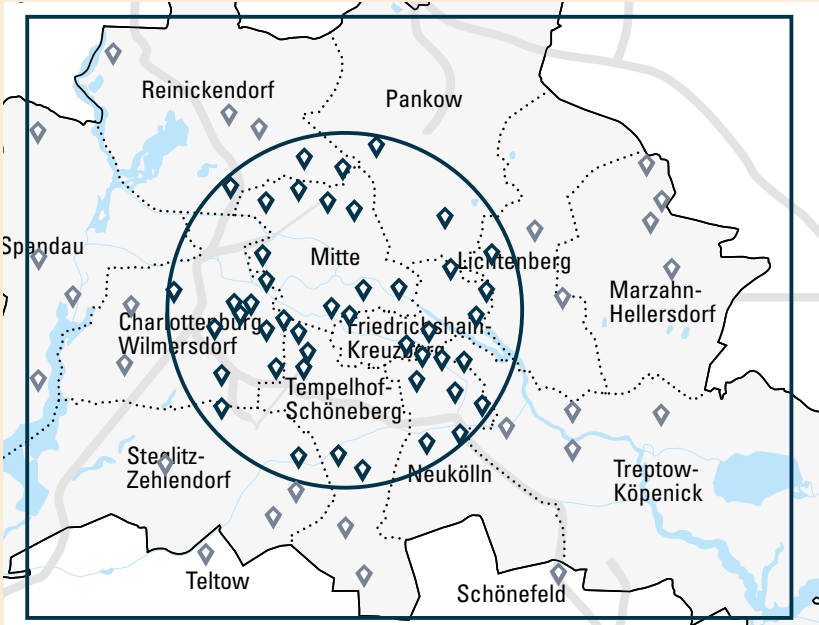 Reinickendorf
Pankow
Spandau
Mitte
Lichtenberg
Marzahn-
Hellersdorf
Charlottenburg
Wilmersdorf
Friedrichshain-
Kreuzberg
Tempelhof-
Schöneberg
Steglitz-
Zehlendorf
Neukölln
Treptow-
Köpenick
Teltow
Schönefeld